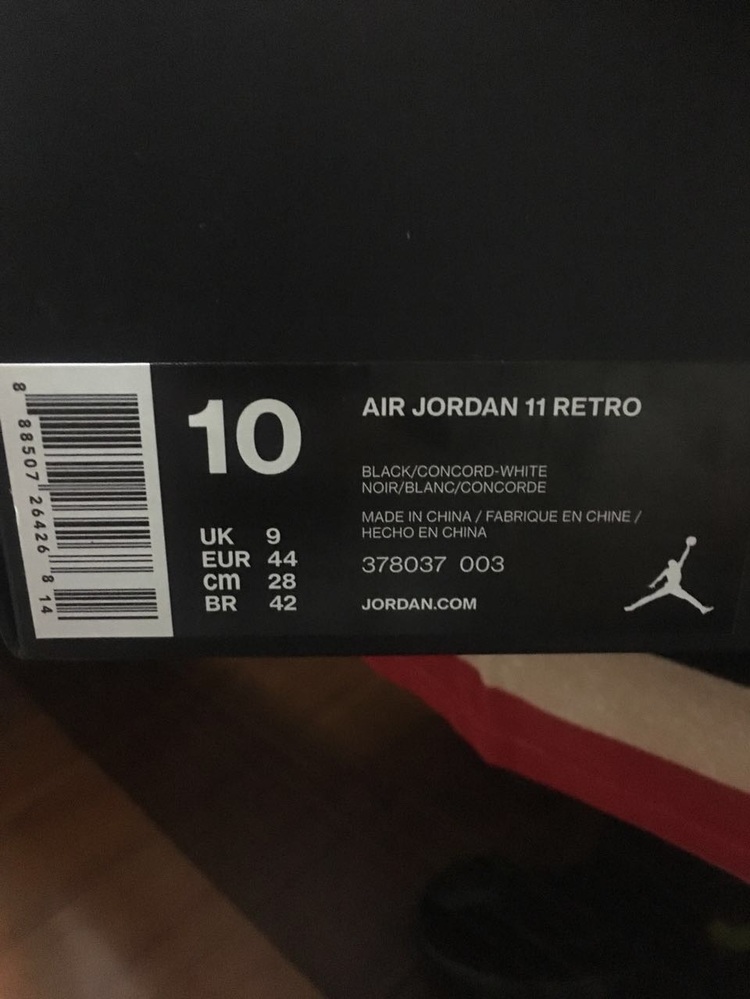 8 88507 26426 8 14
10
UK 9
EUR 44
cm 28
BR 42
AIR JORDAN 11 RETRO
BLACK/CONCORD-WHITE
NOIR/BLANC/CONCORDE
MADE IN CHINA / FABRIQUE EN CHINE /
HECHO EN CHINA
378037 003
JORDAN.COM